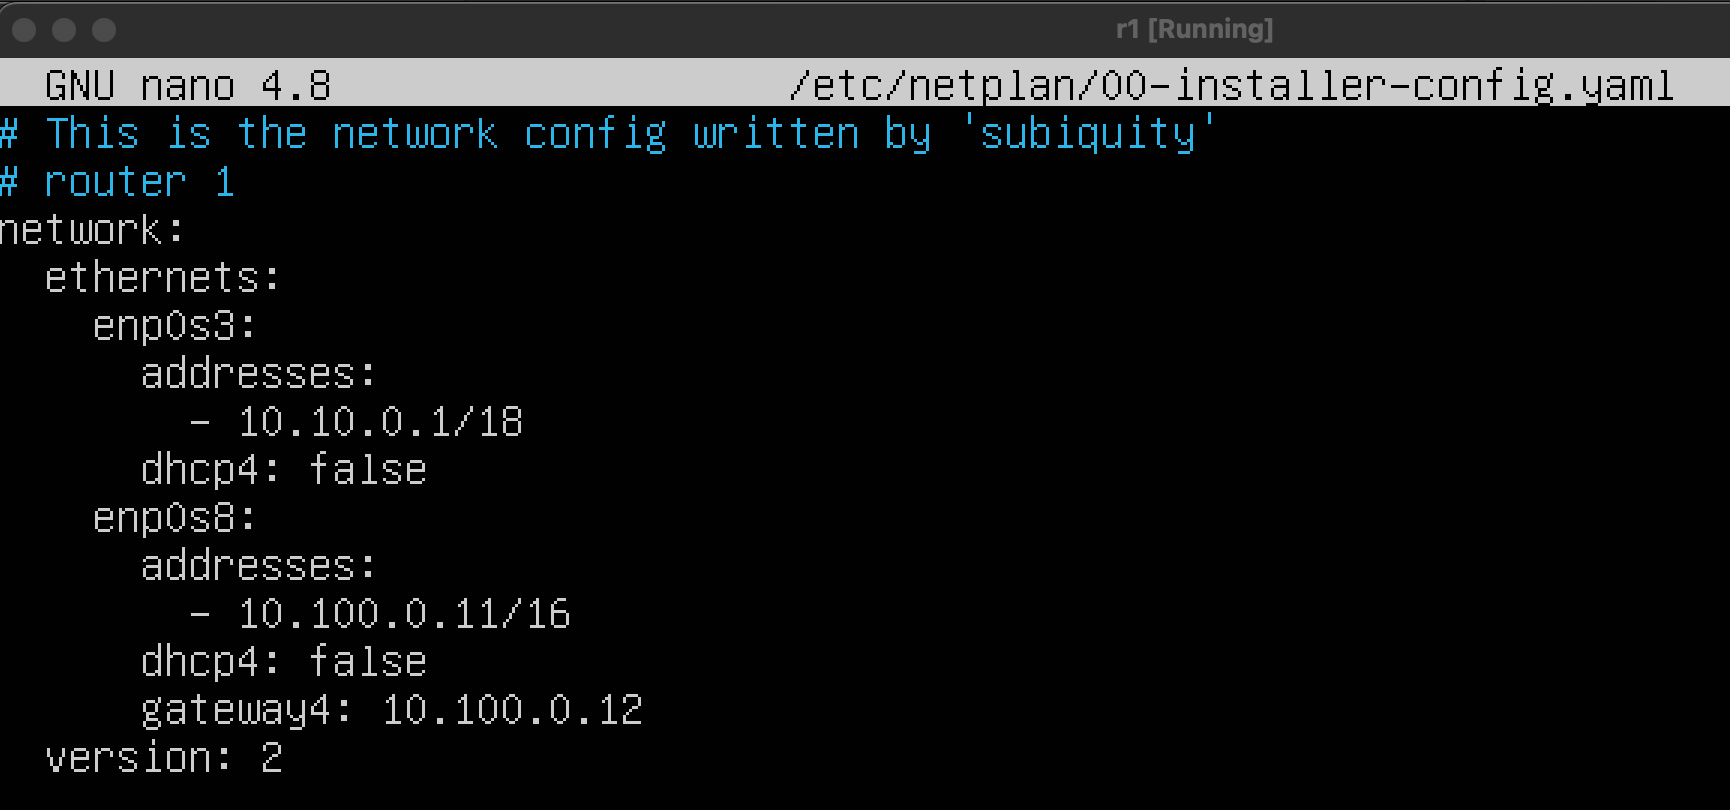 r1 [Running]
GNU nano 4.8 /etc/netplan/00-installer-config.yaml
# This is the network config written by 'subiquity'
# router 1
network:
  ethernets:
    enp0s3:
      addresses:
        - 10.10.0.1/18
      dhcp4: false
    enp0s8:
      addresses:
        - 10.100.0.11/16
      dhcp4: false
      gateway4: 10.100.0.12
  version: 2